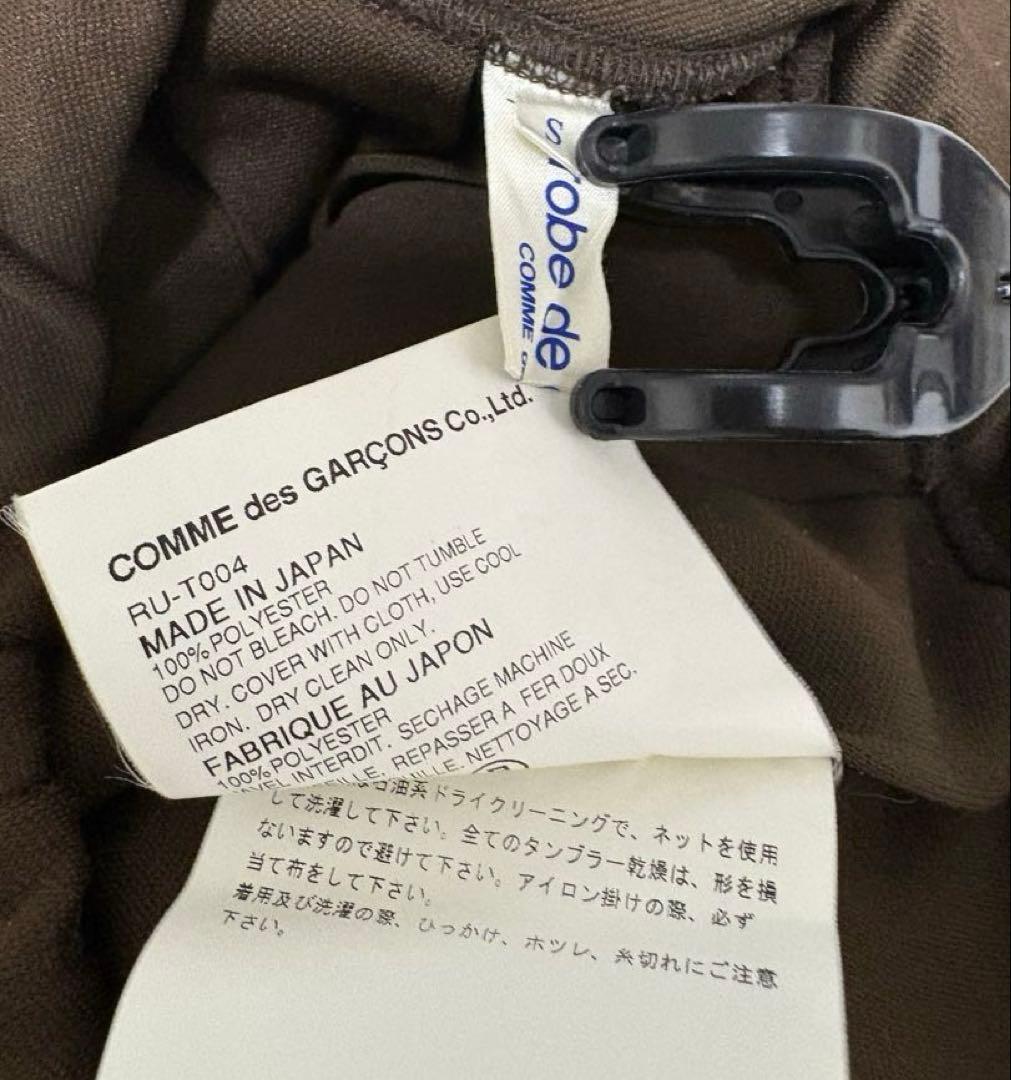 robe de
COMME
COMME des GARÇONS Co.,Ltd.
RU-T004
MADE IN JAPAN
100% POLYESTER
DO NOT BLEACH. DO NOT TUMBLE
DRY. COVER WITH CLOTH, USE COOL
IRON. DRY CLEAN ONLY.
FABRIQUE AU JAPON
100% POLYESTER
INTERDIT. SECHAGE MACHINE
REPASSER A FER DOUX
NETTOYAGE A SEC.
石油系ドライクリーニングで、ネットを使用
して洗濯して下さい。全てのタンブラー乾燥は、形を損
ないますので避けて下さい。アイロン掛けの際、必ず
当て布をして下さい。
着用及び洗濯の際、ひっかけ、ホツレ、糸切れにご注意
下さい。